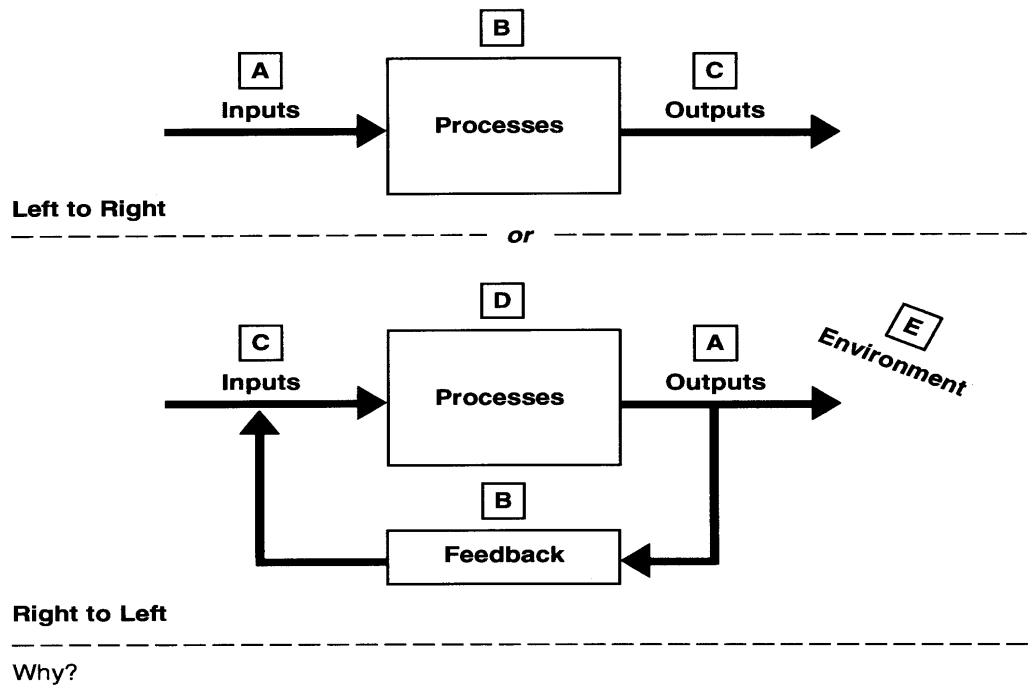 B
A
C
Inputs
Processes
Outputs
Left to Right
or
D
E
C
A
Environment
Inputs
Processes
Outputs
B
Feedback
Right to Left
Why?